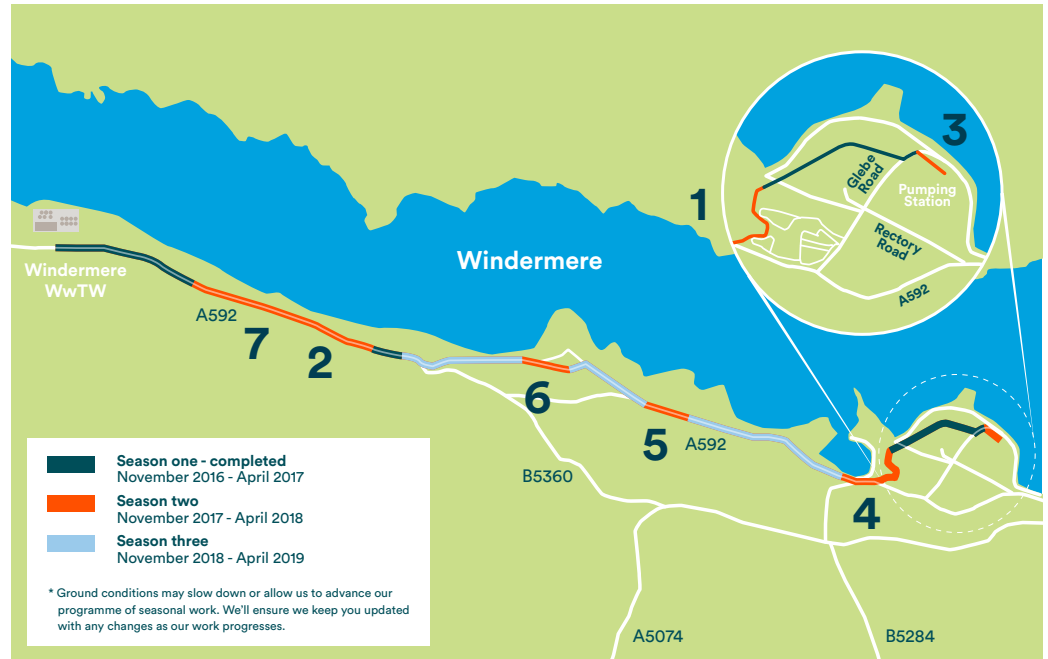 3
1
Glebe
Road
Pumping
Station
Rectory
Road
A592
Windermere
Windermere
WwTW
A592
7
2
6
5
A592
4
B5360
A5074
B5284
Season one - completed
November 2016 - April 2017
Season two
November 2017 - April 2018
Season three
November 2018 - April 2019
* Ground conditions may slow down or allow us to advance our
programme of seasonal work. We'll ensure we keep you updated
with any changes as our work progresses.